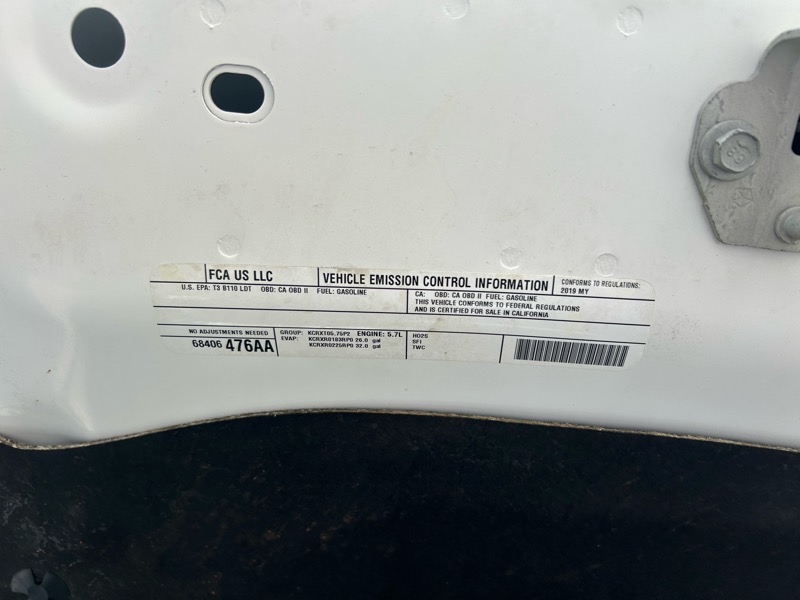 FCA US LLC
VEHICLE EMISSION CONTROL INFORMATION
CONFORMS TO REGULATIONS:
2019 MY
U.S. EPA: T3 B110 LDT OBD: CA OBD II FUEL: GASOLINE
CA: OBD: CA OBD II FUEL: GASOLINE
THIS VEHICLE CONFORMS TO FEDERAL REGULATIONS
AND IS CERTIFIED FOR SALE IN CALIFORNIA
NO ADJUSTMENTS NEEDED
68406 476AA
GROUP: KCRXT05.75P2 ENGINE: 5.7L
EVAP: KCRXR0183RP0 26.0 gal
KCRXR0225RP0 32.0 gal
HO2S
SFI
TWC